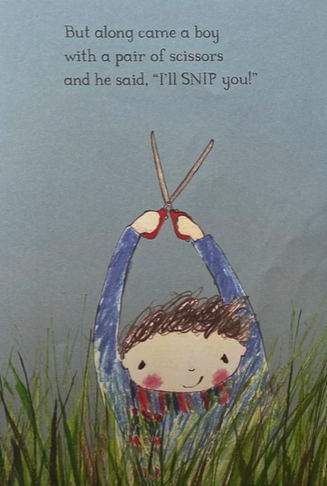 But along came a boy
with a pair of scissors
and he said, “I’ll SNIP you!”